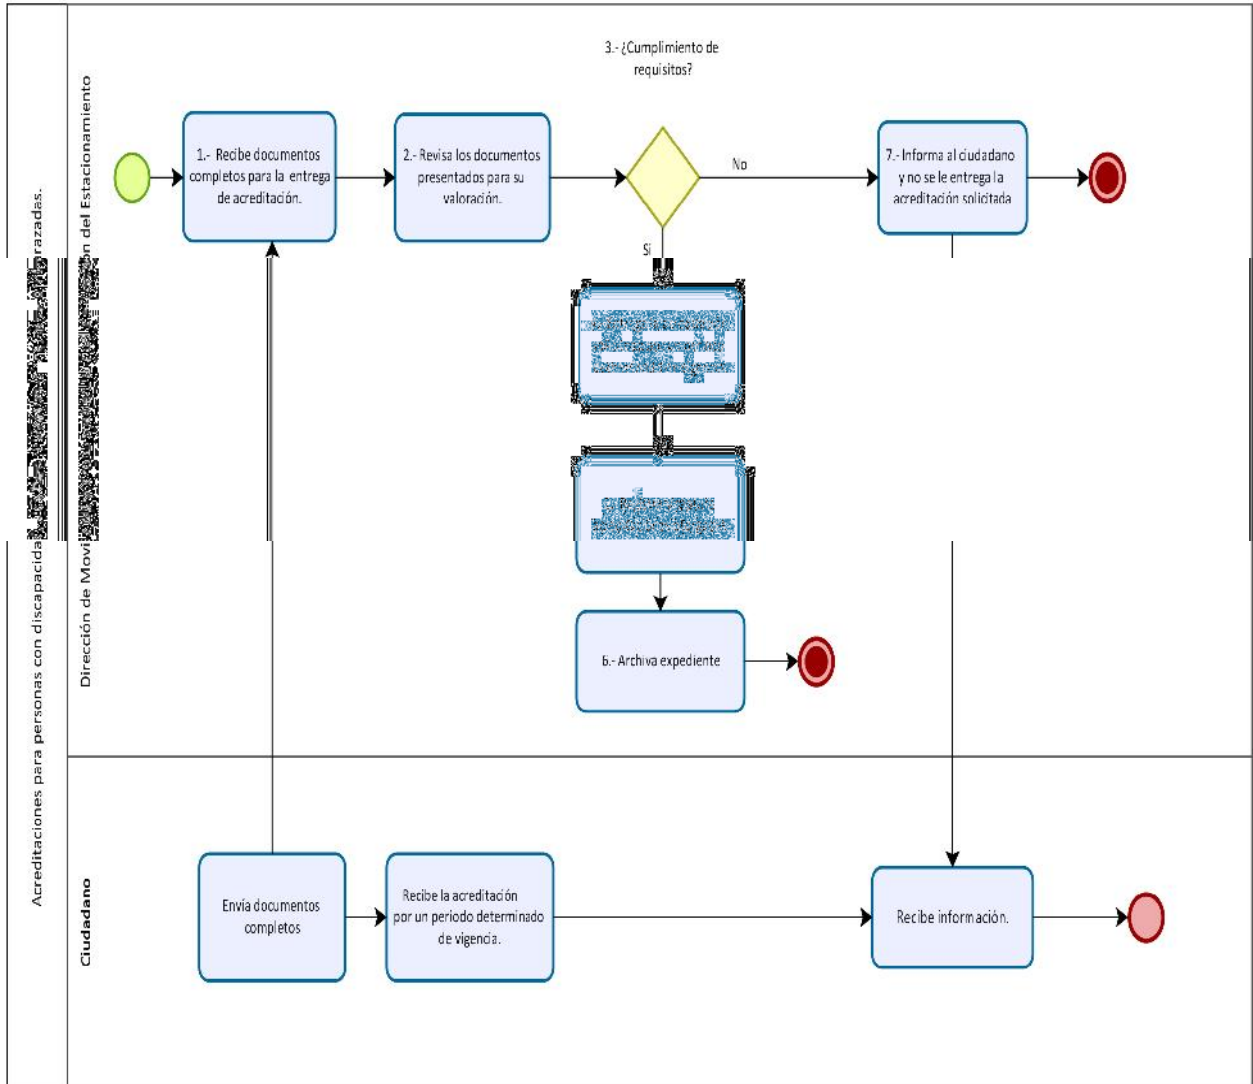 3.- ¿Cumplimiento de
requisitos?
1.- Recibe documentos
completos para la entrega
de acreditación.
2.- Revisa los documentos
presentados para su
valoración.
No
7.- Informa al ciudadano
y no se le entrega la
acreditación solicitada
Si
6.- Archiva expediente
Acreditaciones para personas con
Dirección de
del Estacionamiento
Ciudadano
Envía documentos
completos
Recibe la acreditación
por un periodo determinado
de vigencia.
Recibe información.